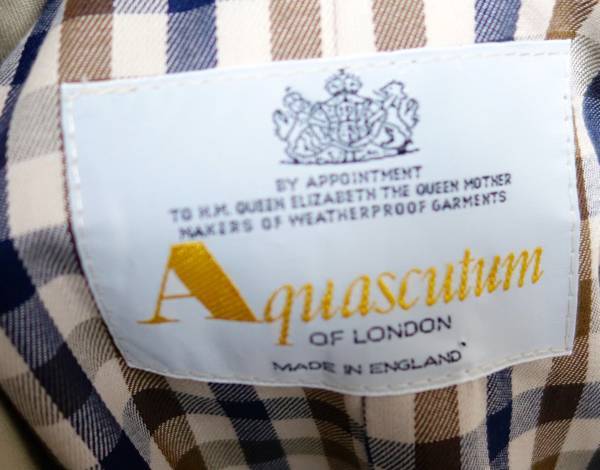 BY APPOINTMENT
TO H.M. QUEEN ELIZABETH THE QUEEN MOTHER
MAKERS OF WEATHERPROOF GARMENTS
Aquascutum
OF LONDON
MADE IN ENGLAND